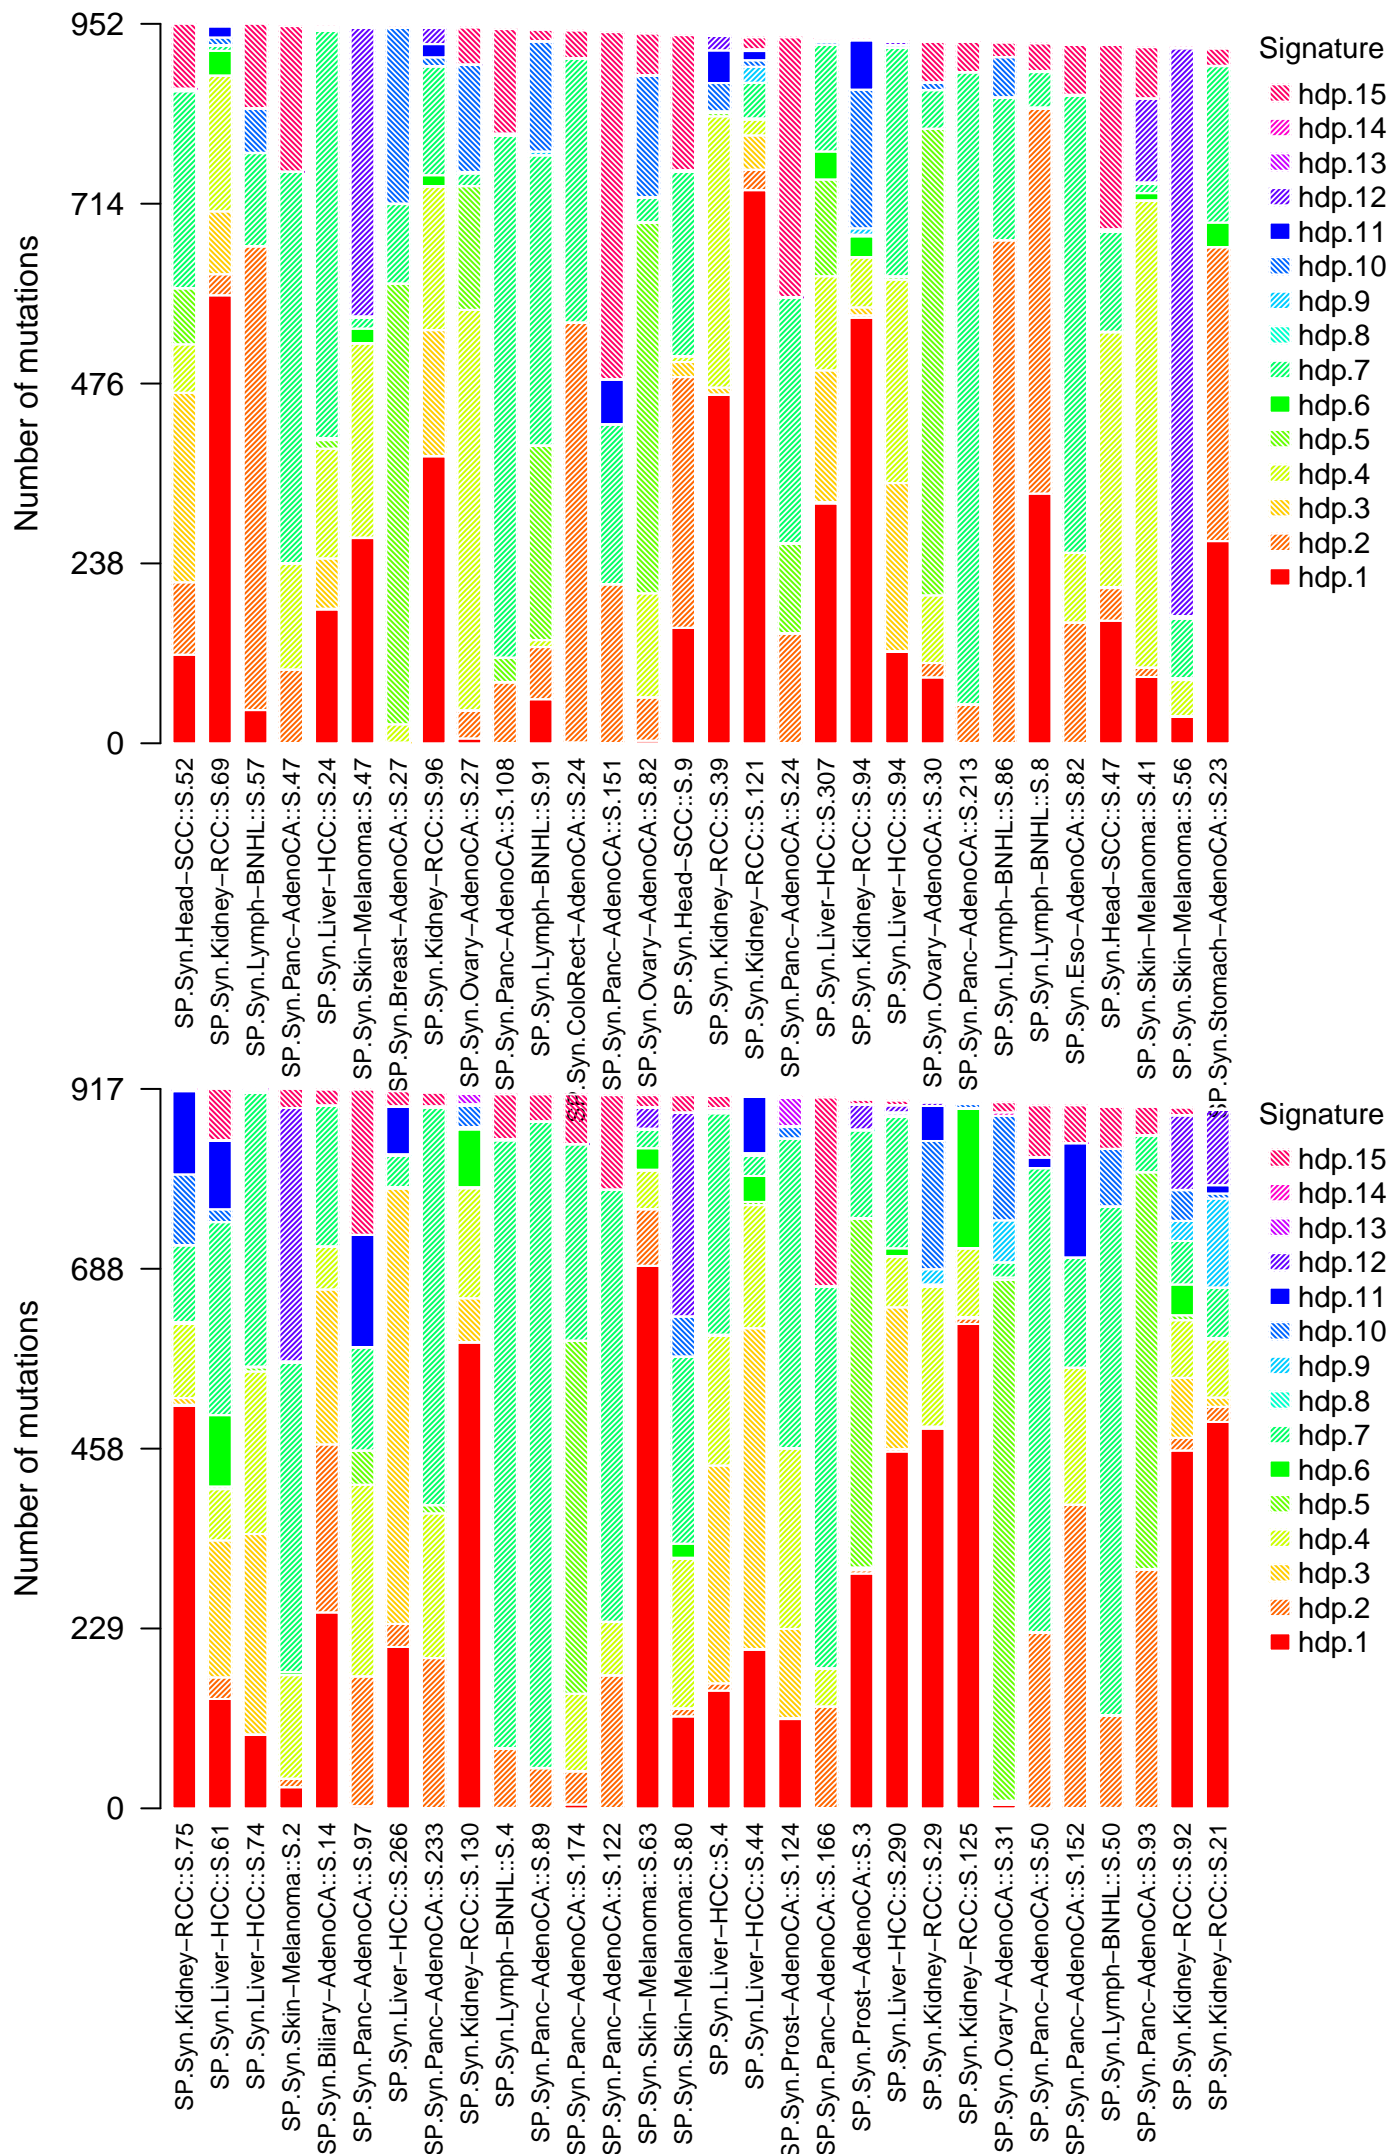 Number of mutations
952
714
476
238
0
Signature
hdp.15
hdp.14
hdp.13
hdp.12
hdp.11
hdp.10
hdp.9
hdp.8
hdp.7
hdp.6
hdp.5
hdp.4
hdp.3
hdp.2
hdp.1
SP.Syn.Head−SCC::S.52
SP.Syn.Kidney−RCC::S.69
SP.Syn.Lymph−BNHL::S.57
SP.Syn.Panc−AdenoCA::S.47
SP.Syn.Liver−HCC::S.24
SP.Syn.Skin−Melanoma::S.47
SP.Syn.Breast−AdenoCA::S.27
SP.Syn.Kidney−RCC::S.96
SP.Syn.Ovary−AdenoCA::S.27
SP.Syn.Panc−AdenoCA::S.108
SP.Syn.Lymph−BNHL::S.91
SP.Syn.ColoRect−AdenoCA::S.24
SP.Syn.Panc−AdenoCA::S.151
SP.Syn.Ovary−AdenoCA::S.82
SP.Syn.Head−SCC::S.9
SP.Syn.Kidney−RCC::S.39
SP.Syn.Kidney−RCC::S.121
SP.Syn.Panc−AdenoCA::S.24
SP.Syn.Liver−HCC::S.307
SP.Syn.Kidney−RCC::S.94
SP.Syn.Liver−HCC::S.94
SP.Syn.Ovary−AdenoCA::S.30
SP.Syn.Panc−AdenoCA::S.213
SP.Syn.Lymph−BNHL::S.86
SP.Syn.Lymph−BNHL::S.8
SP.Syn.Eso−AdenoCA::S.82
SP.Syn.Head−SCC::S.47
SP.Syn.Skin−Melanoma::S.41
SP.Syn.Skin−Melanoma::S.56
SP.Syn.Stomach−AdenoCA::S.23
Number of mutations
917
688
458
229
0
Signature
hdp.15
hdp.14
hdp.13
hdp.12
hdp.11
hdp.10
hdp.9
hdp.8
hdp.7
hdp.6
hdp.5
hdp.4
hdp.3
hdp.2
hdp.1
SP.Syn.Kidney−RCC::S.75
SP.Syn.Liver−HCC::S.61
SP.Syn.Liver−HCC::S.74
SP.Syn.Skin−Melanoma::S.2
SP.Syn.Biliary−AdenoCA::S.14
SP.Syn.Panc−AdenoCA::S.97
SP.Syn.Liver−HCC::S.266
SP.Syn.Panc−AdenoCA::S.233
SP.Syn.Kidney−RCC::S.130
SP.Syn.Lymph−BNHL::S.4
SP.Syn.Panc−AdenoCA::S.89
SP.Syn.Panc−AdenoCA::S.174
SP.Syn.Panc−AdenoCA::S.122
SP.Syn.Skin−Melanoma::S.63
SP.Syn.Skin−Melanoma::S.80
SP.Syn.Liver−HCC::S.4
SP.Syn.Liver−HCC::S.44
SP.Syn.Prost−AdenoCA::S.124
SP.Syn.Panc−AdenoCA::S.166
SP.Syn.Prost−AdenoCA::S.3
SP.Syn.Liver−HCC::S.290
SP.Syn.Kidney−RCC::S.29
SP.Syn.Kidney−RCC::S.125
SP.Syn.Ovary−AdenoCA::S.31
SP.Syn.Panc−AdenoCA::S.50
SP.Syn.Panc−AdenoCA::S.152
SP.Syn.Lymph−BNHL::S.50
SP.Syn.Panc−AdenoCA::S.93
SP.Syn.Kidney−RCC::S.92
SP.Syn.Kidney−RCC::S.21